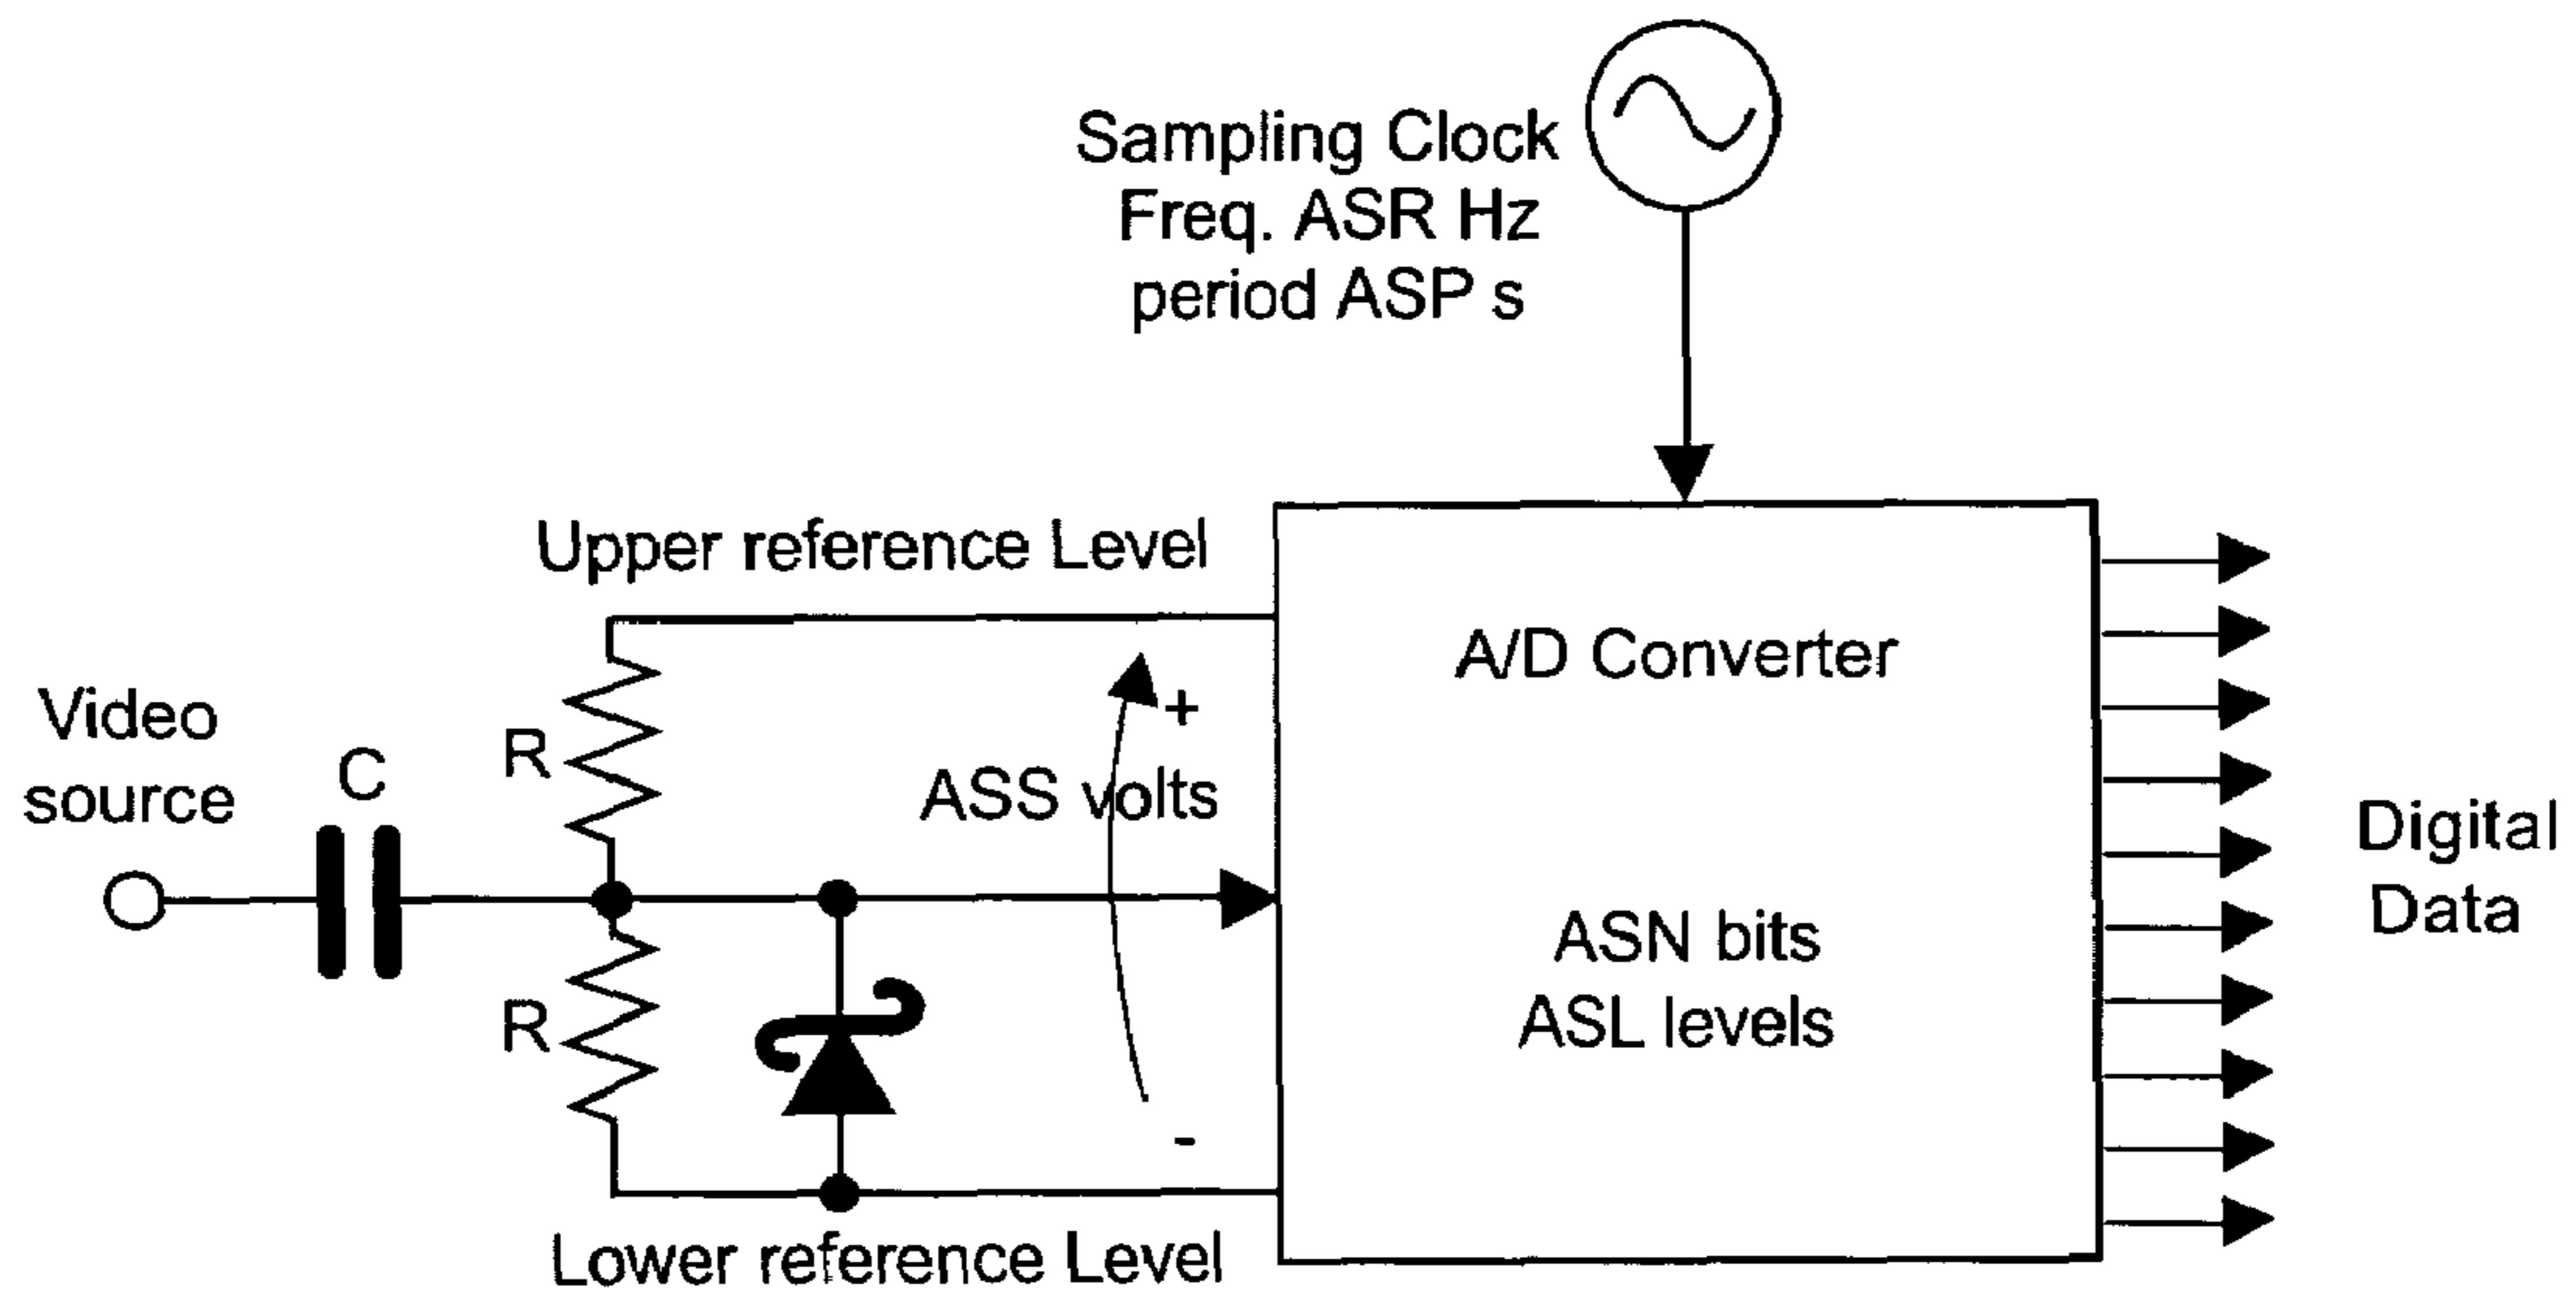 Sampling Clock
Freq. ASR Hz
period ASP s
Upper reference Level
A/D Converter
Video
source
C
R
+
ASS volts
Digital
Data
ASN bits
ASL levels
R
-
Lower reference Level